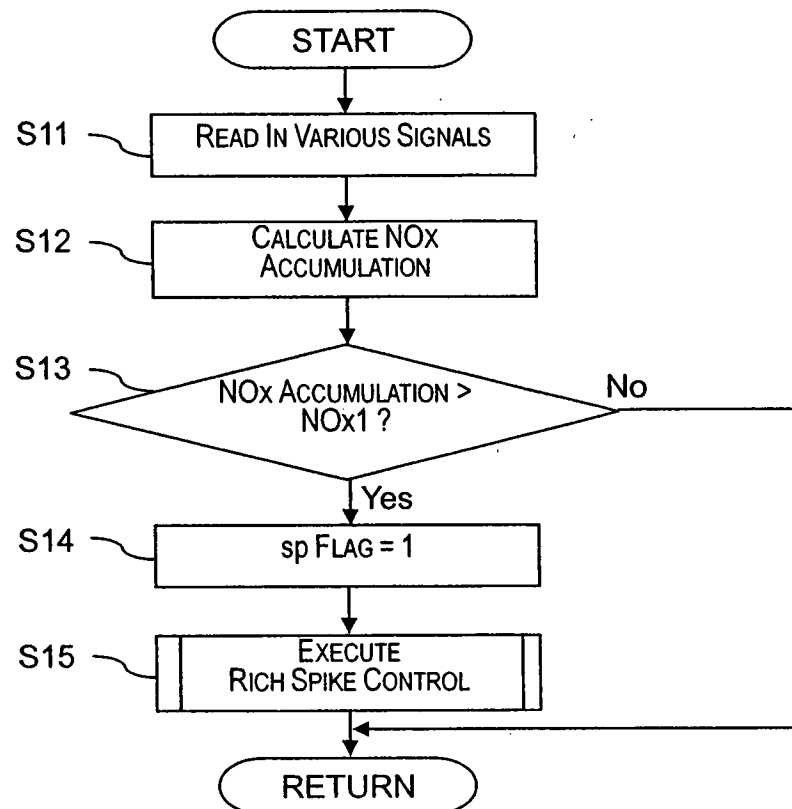 START
S11
READ IN VARIOUS SIGNALS
S12
CALCULATE NOx
ACCUMULATION
S13
NOx ACCUMULATION >
NOx1 ?
No
Yes
S14
sp FLAG = 1
S15
EXECUTE
RICH SPIKE CONTROL
RETURN